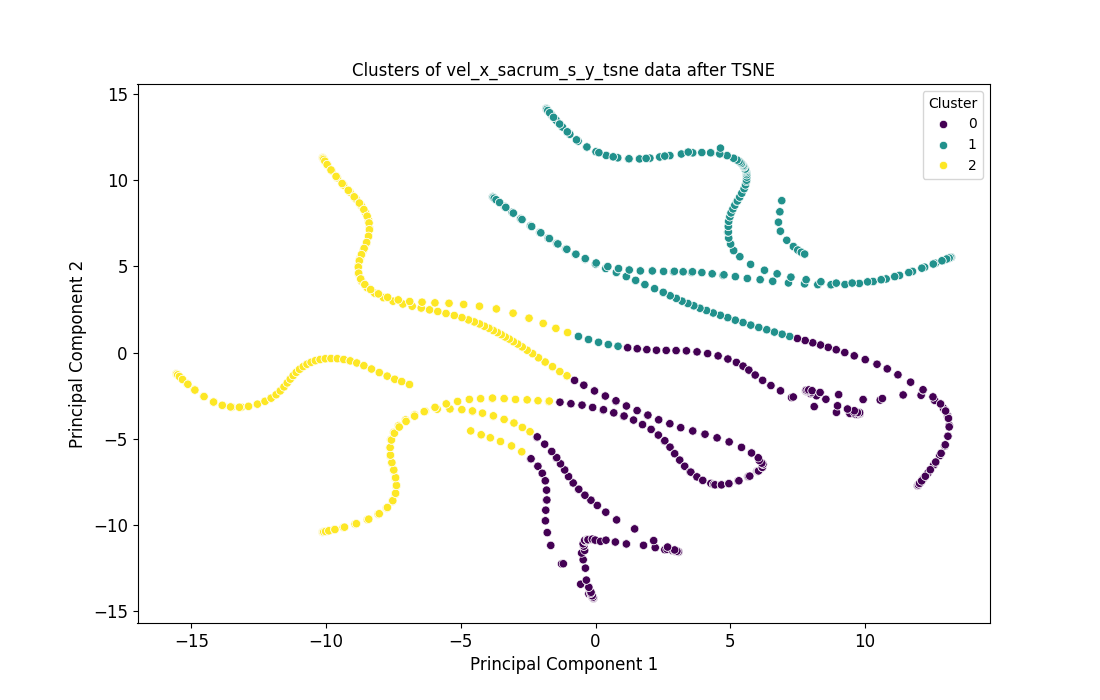 Clusters of vel_x_sacrum_s_y_tsne data after TSNE
Cluster
0
1
2
15
10
5
0
−5
−10
−15
Principal Component 2
−15 −10 −5 0 5 10
Principal Component 1